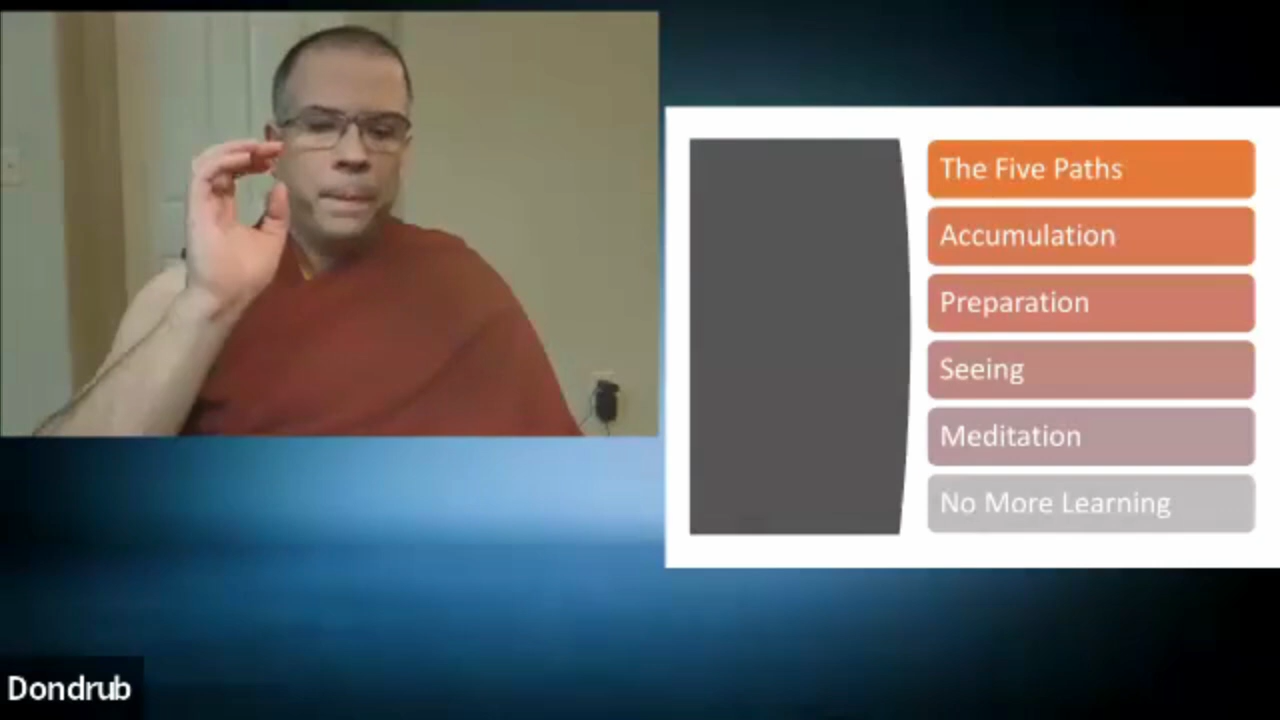 The Five Paths
Accumulation
Preparation
Seeing
Meditation
No More Learning
Dondrub